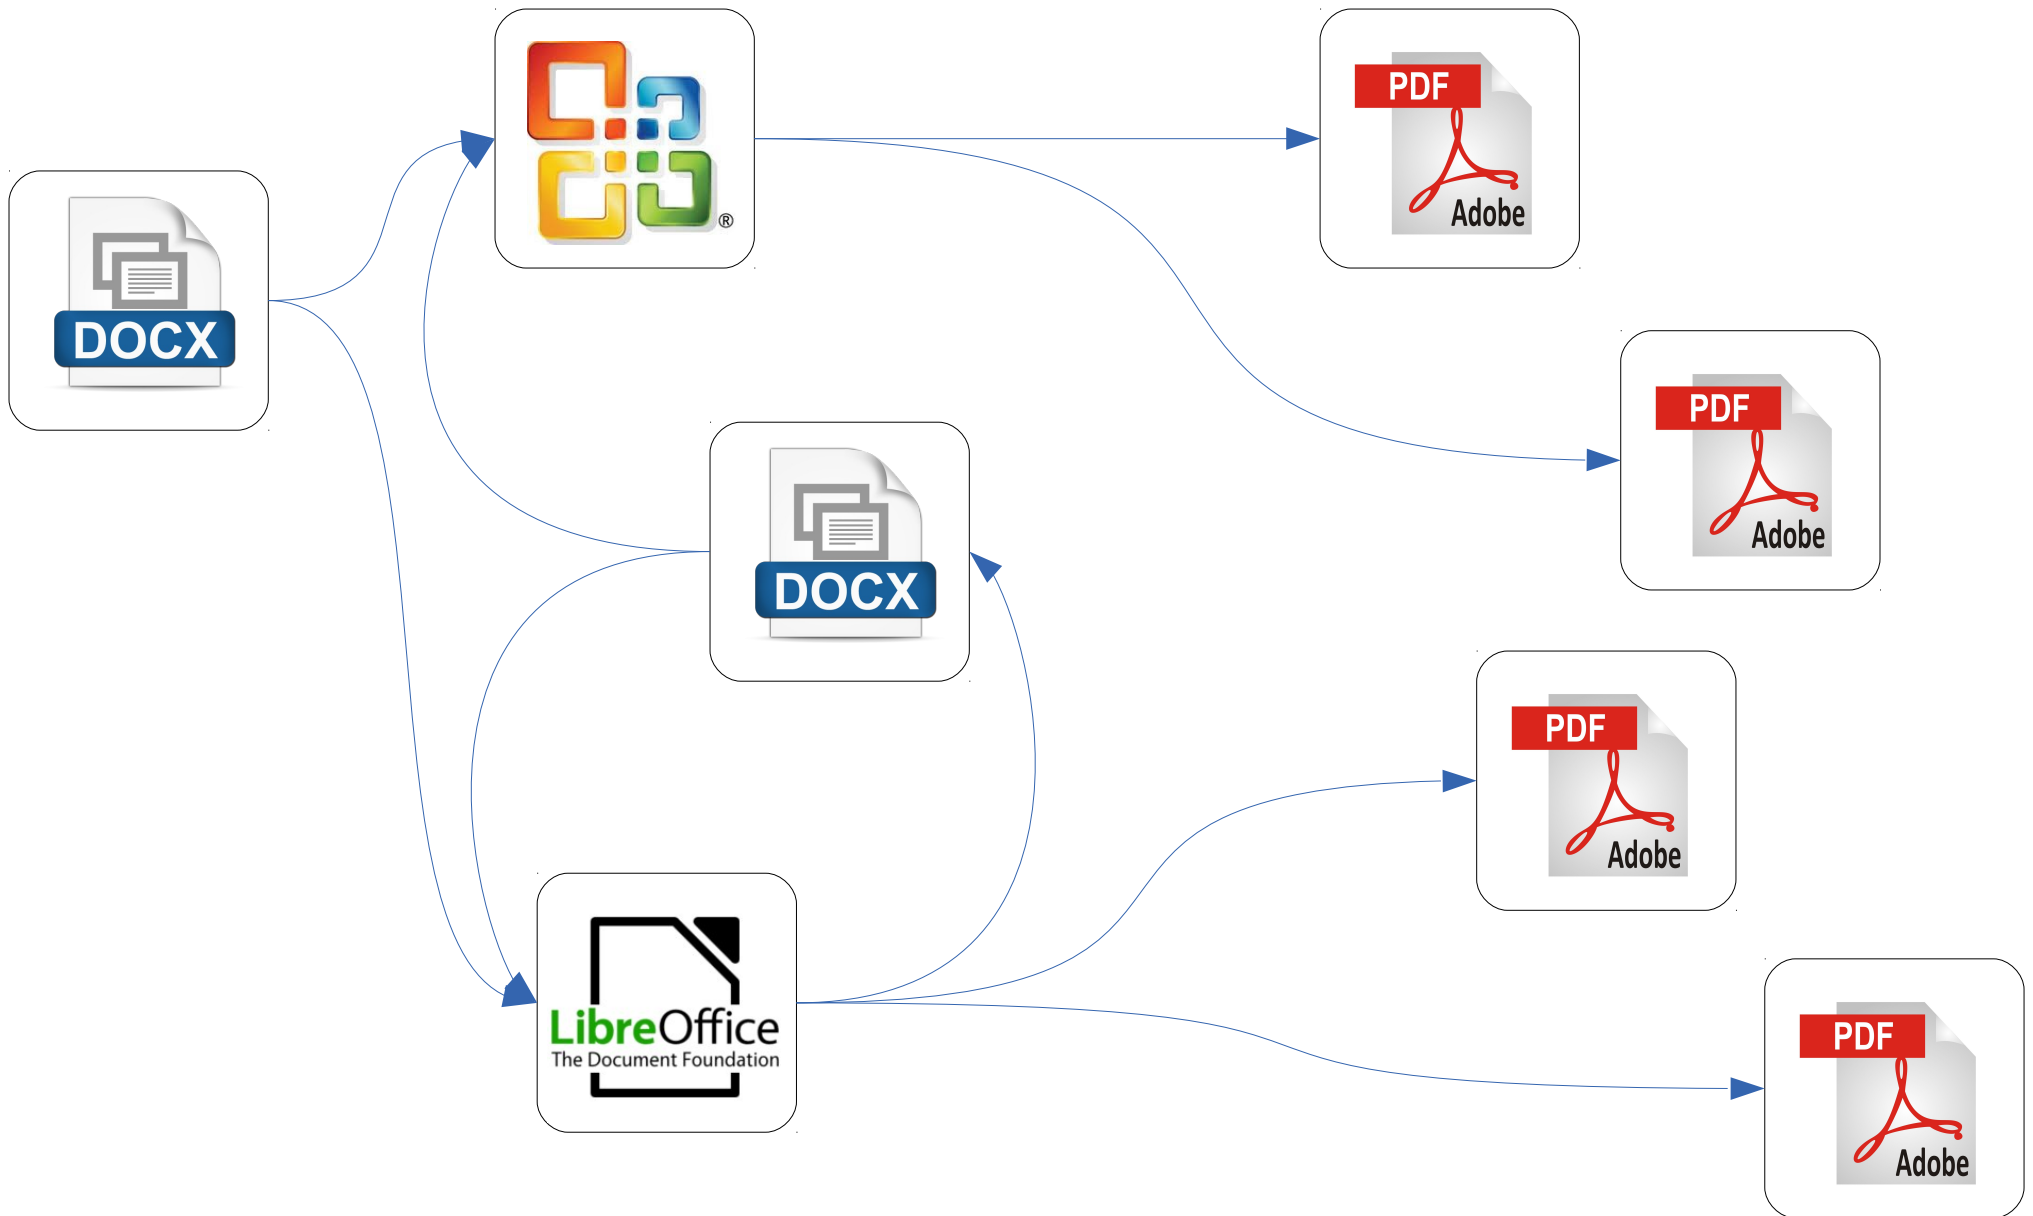 ®
PDF
Adobe
DOCX
PDF
Adobe
DOCX
PDF
Adobe
LibreOffice
The Document Foundation
PDF
Adobe